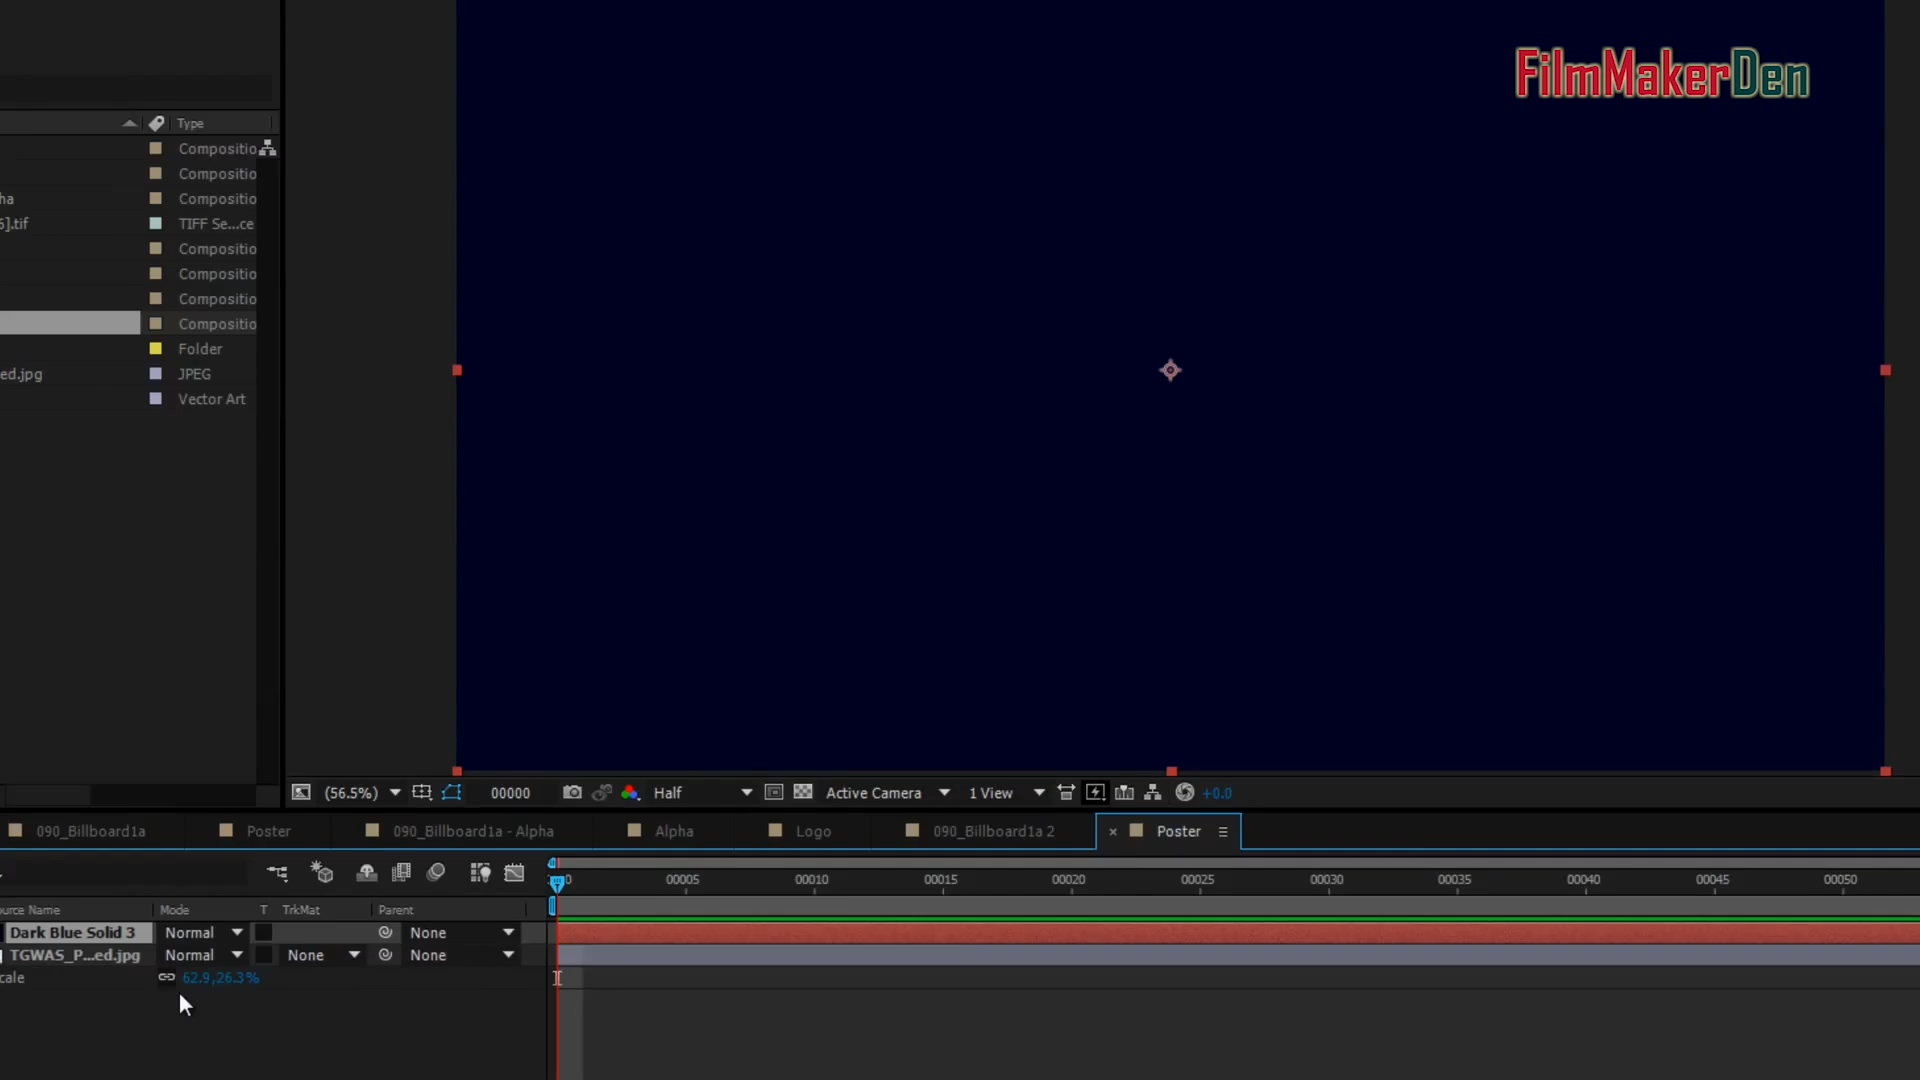 FilmMakerDen
Type
Compositio
Compositio
ha Compositio
6].tif TIFF Se...ce
Compositio
Compositio
Compositio
Compositio
Folder
ed.jpg JPEG
Vector Art
(56.5%) 00000 Half Active Camera 1 View +0.0
090_Billboard1a Poster 090_Billboard1a - Alpha Alpha Logo 090_Billboard1a 2 Poster
0 00005 00010 00015 00020 00025 00030 00035 00040 00045 00050
ource Name Mode T TrkMat Parent
Dark Blue Solid 3 Normal None
TGWAS_P...ed.jpg Normal None None
cale 62.9,26.3%